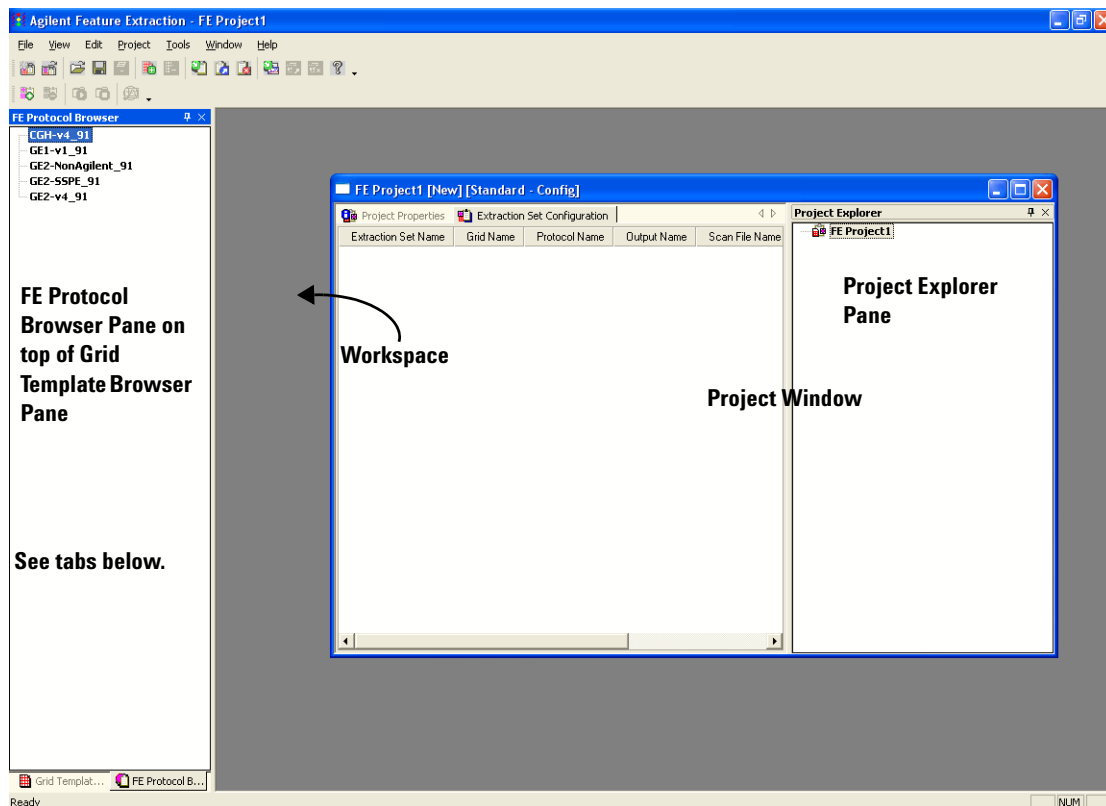 Agilent Feature Extraction - FE Project1
File View Edit Project Tools Window Help
FE Protocol Browser
CGH-v4_91
GE1-v1_91
GE2-NonAgilent_91
GE2-SSPE_91
GE2-v4_91
FE Protocol
Browser Pane on
top of Grid
Template Browser
Pane
See tabs below.
Grid Templat... FE Protocol B...
Workspace
FE Project1 [New] [Standard - Config]
Project Properties Extraction Set Configuration
Extraction Set Name Grid Name Protocol Name Output Name Scan File Name
Project Window
Project Explorer
FE Project1
Project Explorer
Pane
Ready
NUM